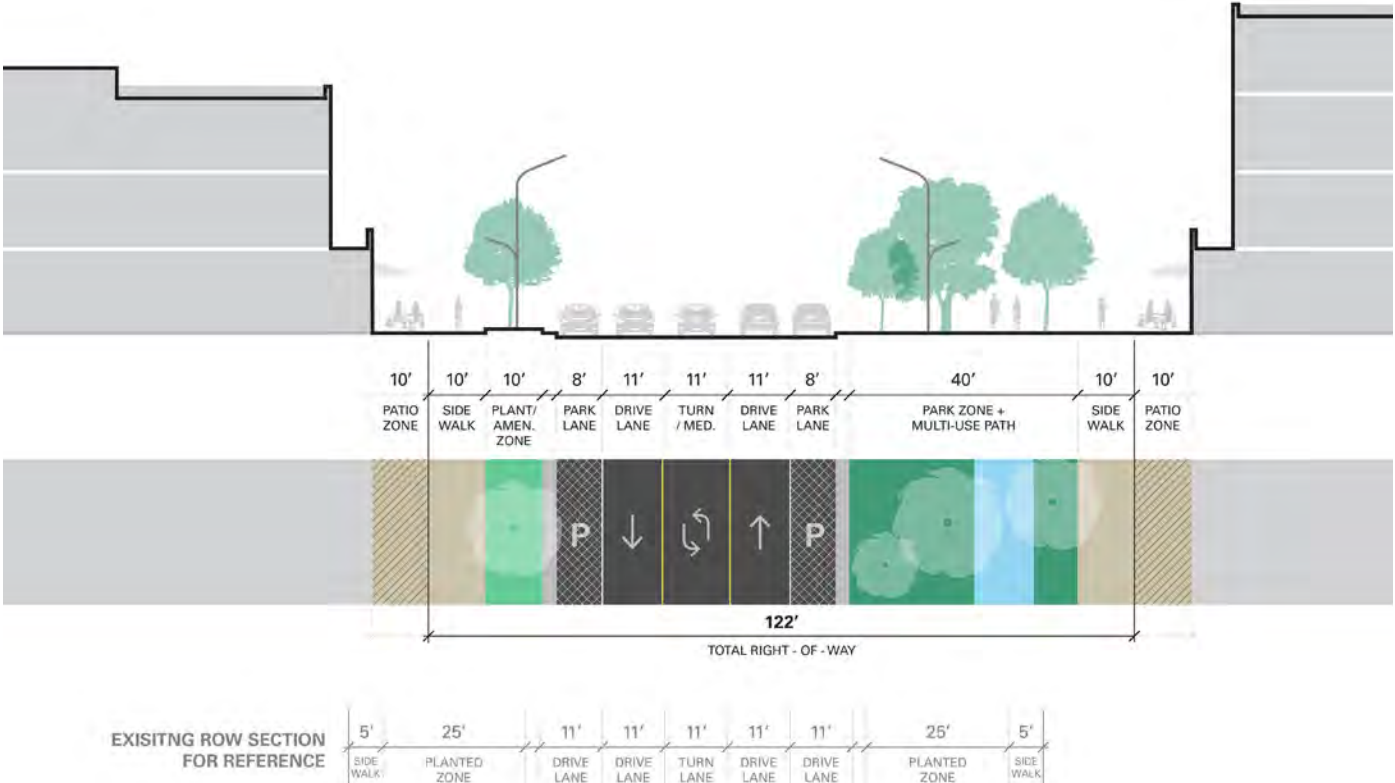 10' 10' 10' 8' 11' 11' 11' 8' 40' 10' 10'
PATIO ZONE
SIDE WALK
PLANT/ AMEN. ZONE
PARK LANE
DRIVE LANE
TURN / MED.
DRIVE LANE
PARK LANE
PARK ZONE + MULTI-USE PATH
SIDE WALK
PATIO ZONE
P
P
122'
TOTAL RIGHT - OF - WAY
EXISITNG ROW SECTION
FOR REFERENCE
5' 25' 11' 11' 11' 11' 11' 25' 5'
SIDE WALK
PLANTED ZONE
DRIVE LANE
DRIVE LANE
TURN LANE
DRIVE LANE
DRIVE LANE
PLANTED ZONE
SIDE WALK